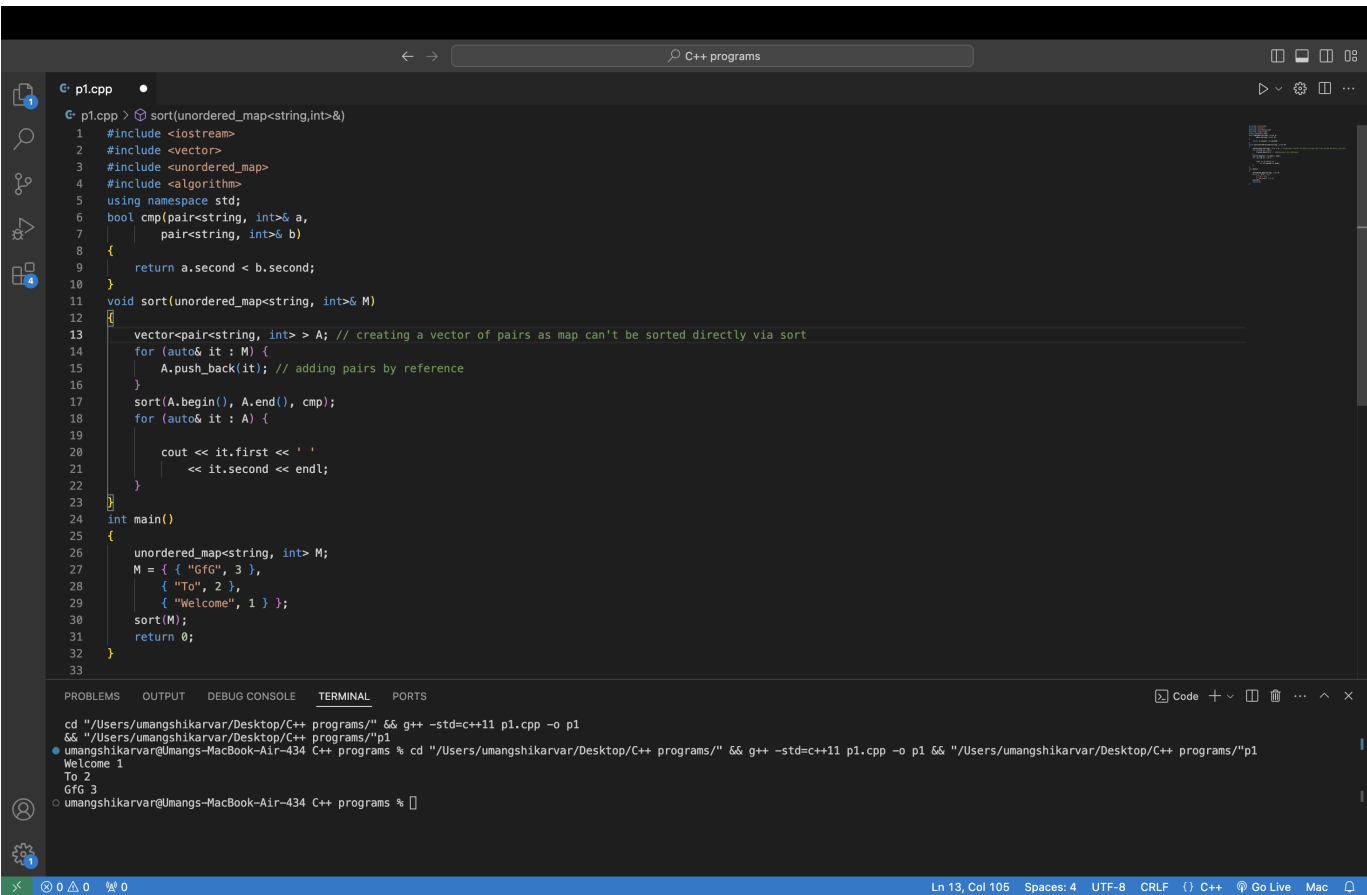 C++ programs
p1.cpp
p1.cpp > sort(unordered_map<string,int>&)
1 #include <iostream>
2 #include <vector>
3 #include <unordered_map>
4 #include <algorithm>
5 using namespace std;
6 bool cmp(pair<string, int>& a,
7         pair<string, int>& b)
8 {
9     return a.second < b.second;
10 }
11 void sort(unordered_map<string, int>& M)
12 {
13     vector<pair<string, int> > A; // creating a vector of pairs as map can't be sorted directly via sort
14     for (auto& it : M) {
15         A.push_back(it); // adding pairs by reference
16     }
17     sort(A.begin(), A.end(), cmp);
18     for (auto& it : A) {
19
20         cout << it.first << ' '
21             << it.second << endl;
22     }
23 }
24 int main()
25 {
26     unordered_map<string, int> M;
27     M = { { "GfG", 3 },
28         { "To", 2 },
29         { "Welcome", 1 } };
30     sort(M);
31     return 0;
32 }
33
PROBLEMS OUTPUT DEBUG CONSOLE TERMINAL PORTS Code
cd "/Users/umangshikarvar/Desktop/C++ programs/" && g++ -std=c++11 p1.cpp -o p1
&& "/Users/umangshikarvar/Desktop/C++ programs/"p1
umangshikarvar@Umangs-MacBook-Air-434 C++ programs % cd "/Users/umangshikarvar/Desktop/C++ programs/" && g++ -std=c++11 p1.cpp -o p1 && "/Users/umangshikarvar/Desktop/C++ programs/"p1
Welcome 1
To 2
GfG 3
umangshikarvar@Umangs-MacBook-Air-434 C++ programs %
1
4
1
0 0 0 Ln 13, Col 105 Spaces: 4 UTF-8 CRLF {} C++ Go Live Mac